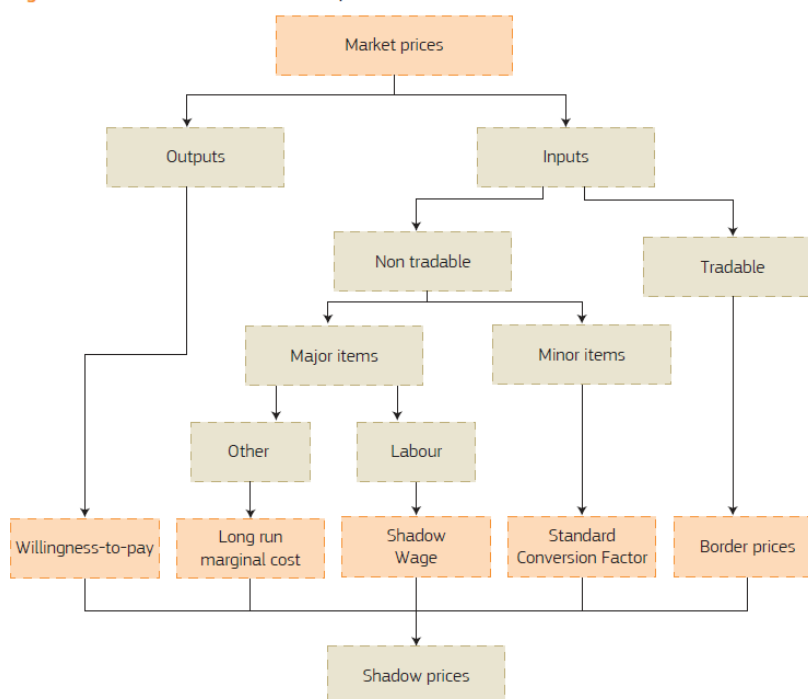 Market prices
Outputs
Inputs
Non tradable
Tradable
Major items
Minor items
Other
Labour
Willingness-to-pay
Long run
marginal cost
Shadow
Wage
Standard
Conversion Factor
Border prices
Shadow prices